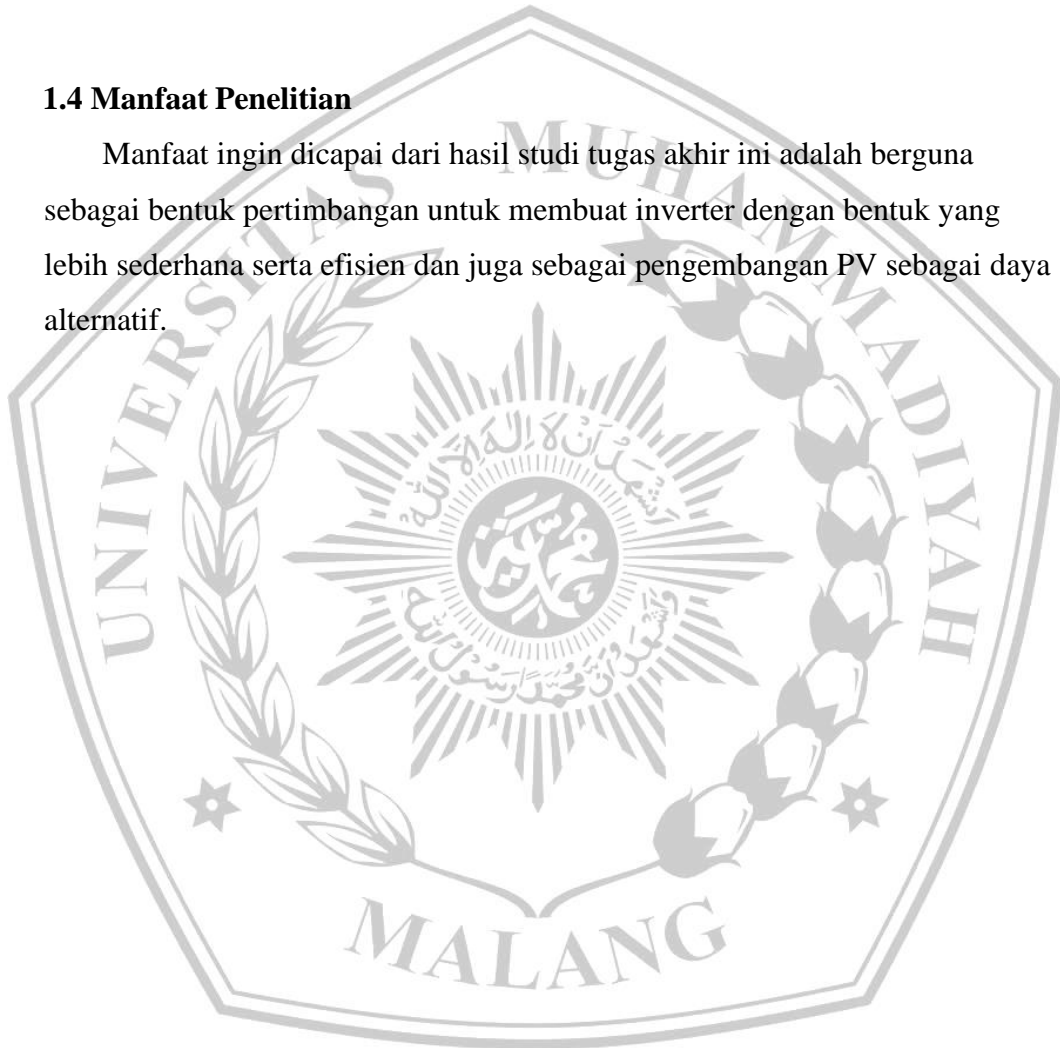 1.4 Manfaat Penelitian
Manfaat ingin dicapai dari hasil studi tugas akhir ini adalah berguna
sebagai bentuk pertimbangan untuk membuat inverter dengan bentuk yang
lebih sederhana serta efisien dan juga sebagai pengembangan PV sebagai daya
alternatif.
UNIVERSITAS MUHAMMADIYAH
MALANG